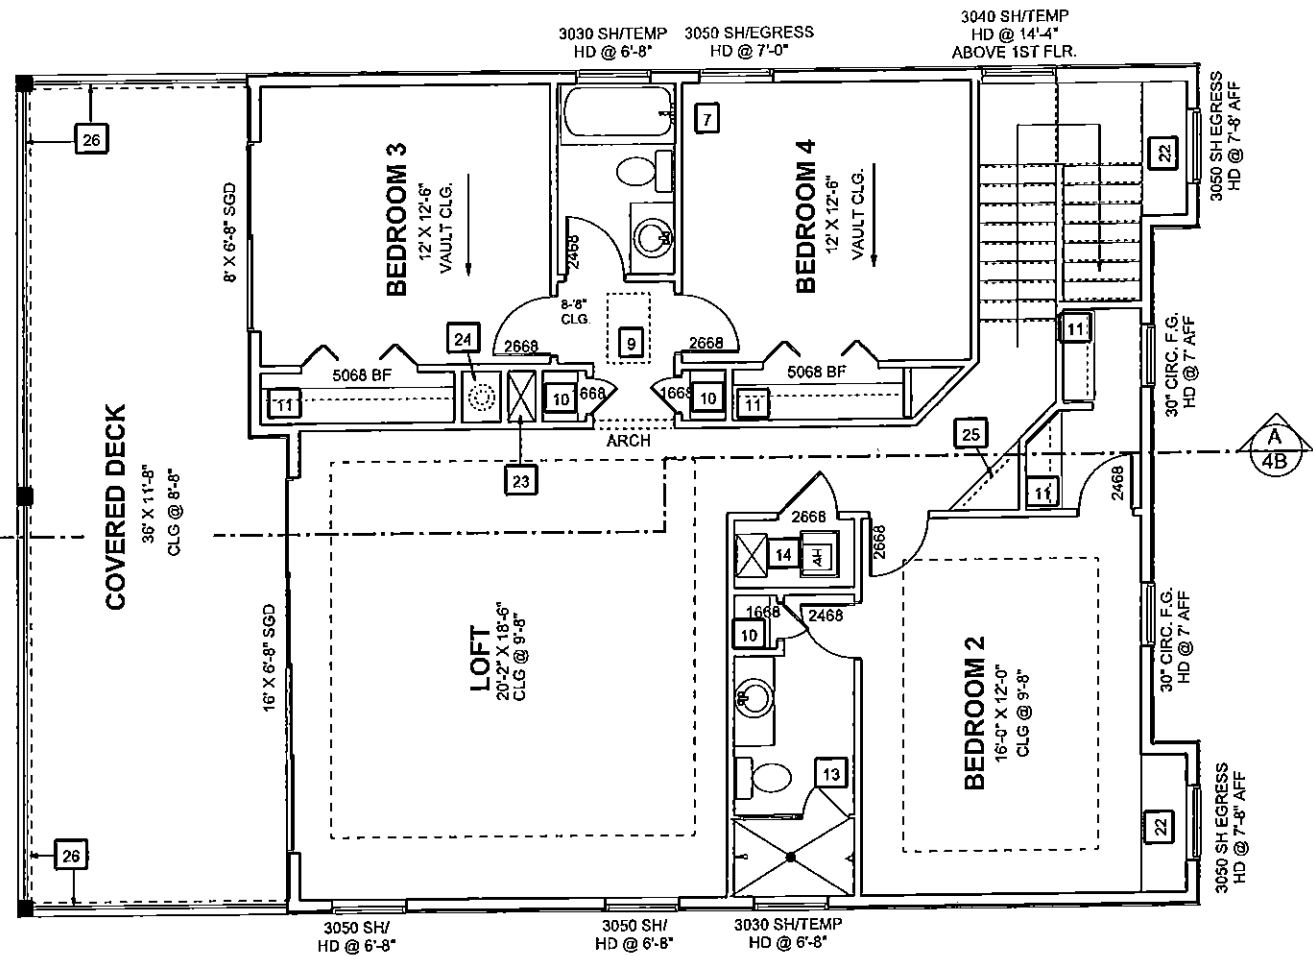 3030 SH/TEMP
HD @ 6'-8"
3050 SH/EGRESS
HD @ 7'-0"
3040 SH/TEMP
HD @ 14'-4"
ABOVE 1ST FLR.
26
8' X 6'-8" SGD
BEDROOM 3
12' X 12'-6"
VAULT CLG.
2468
7
BEDROOM 4
12' X 12'-6"
VAULT CLG.
22
3050 SH EGRESS
HD @ 7'-8' AFF
8-'8"
CLG.
9
24
2668
2668
11
30" CIRC. F.G.
HD @ 7' AFF
5068 BF
11
10
1668
1668
10
5068 BF
11
ARCH
23
25
11
2468
A
4B
COVERED DECK
36' X 11'-8"
CLG @ 8'-8"
2668
14
AH
2668
16' X 6'-8" SGD
LOFT
20'-2" X 18'-6"
CLG @ 9'-8"
1668
2468
10
BEDROOM 2
16'-0" X 12'-0"
CLG @ 9'-8"
30" CIRC. F.G.
HD @ 7' AFF
13
22
3050 SH EGRESS
HD @ 7'-8" AFF
26
3050 SH/
HD @ 6'-8"
3050 SH/
HD @ 6'-8"
3030 SH/TEMP
HD @ 6'-8"